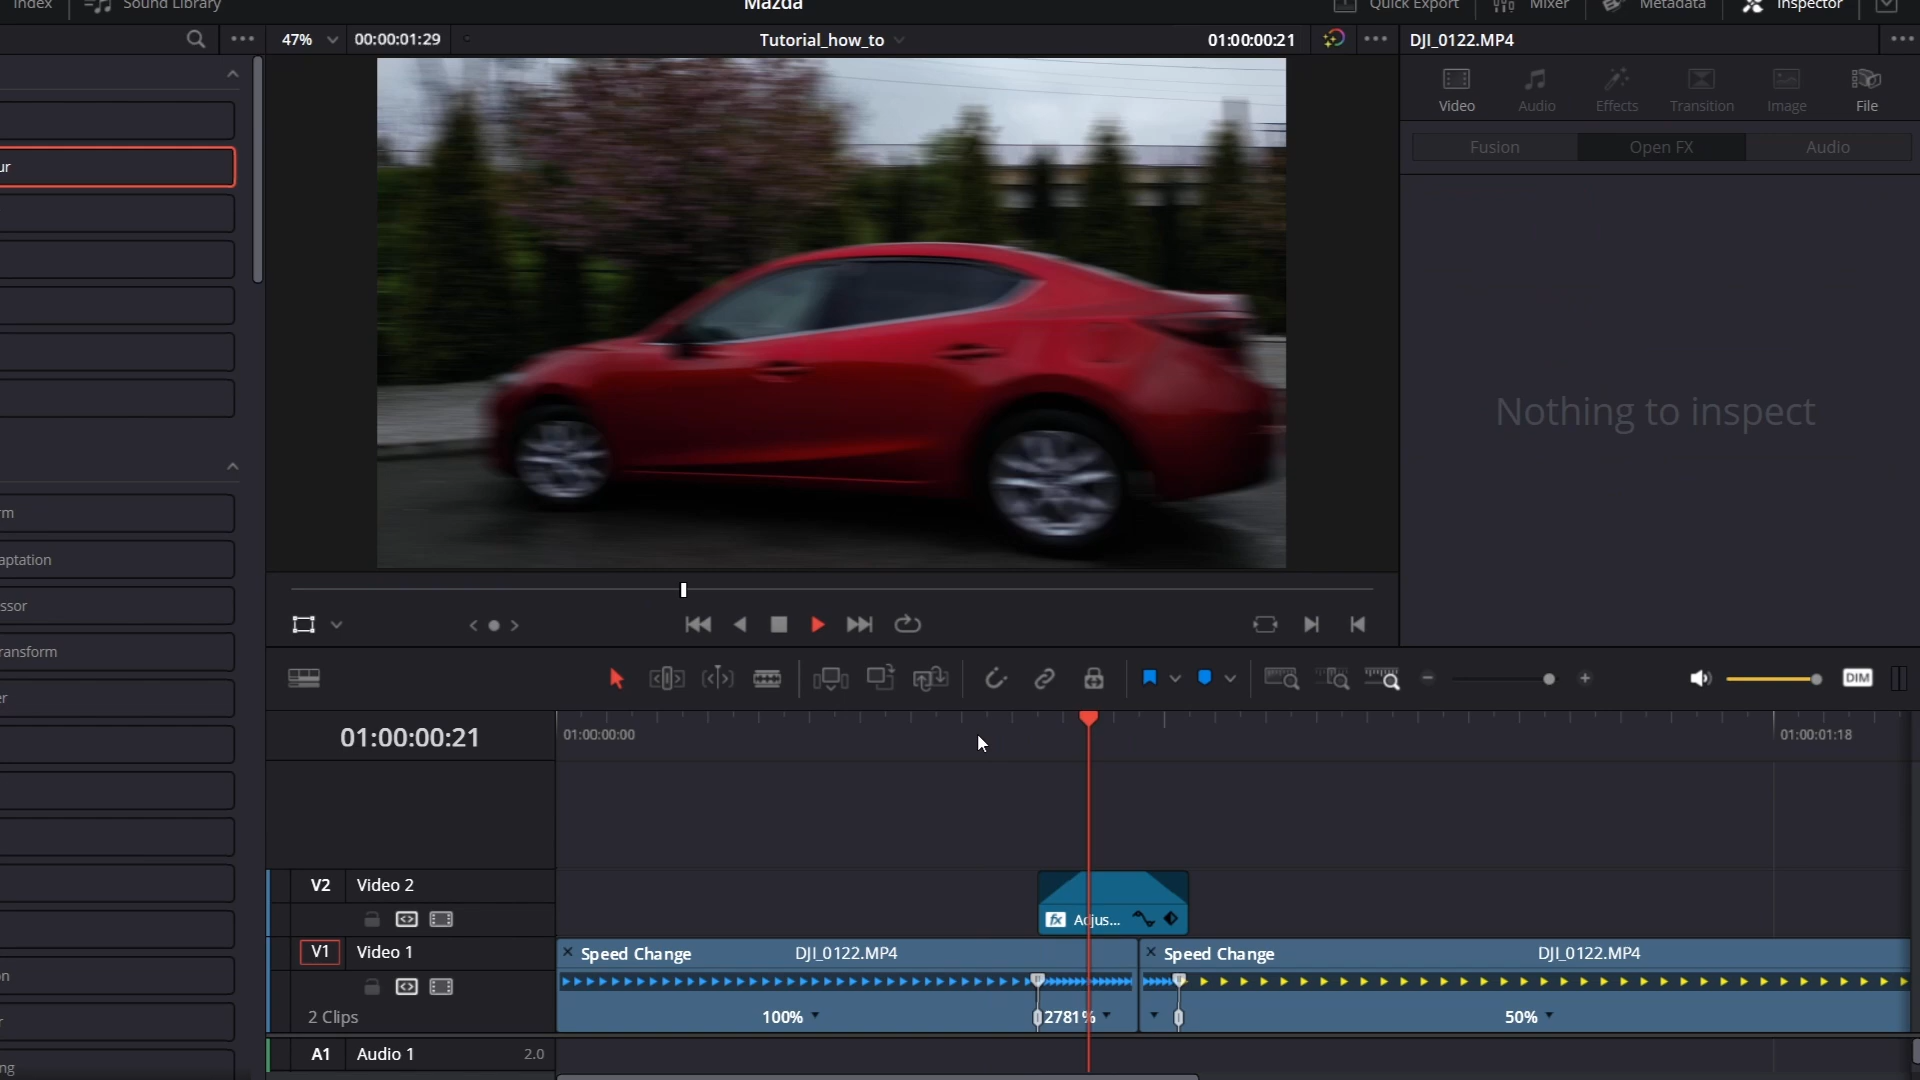 Index
Sound Library
Mazda
Quick Export
Mixer
Metadata
Inspector
47%
00:00:01:29
Tutorial_how_to
01:00:00:21
DJI_0122.MP4
Video
Audio
Effects
Transition
Image
File
Fusion
Open FX
Audio
ur
Nothing to inspect
rm
aptation
ssor
ransform
er
DIM
01:00:00:21
01:00:00:00
01:00:01:18
V2
Video 2
fx
Adjus...
V1
Video 1
Speed Change
DJI_0122.MP4
Speed Change
DJI_0122.MP4
n
2 Clips
100%
2781%
50%
r
A1
Audio 1
2.0
ng